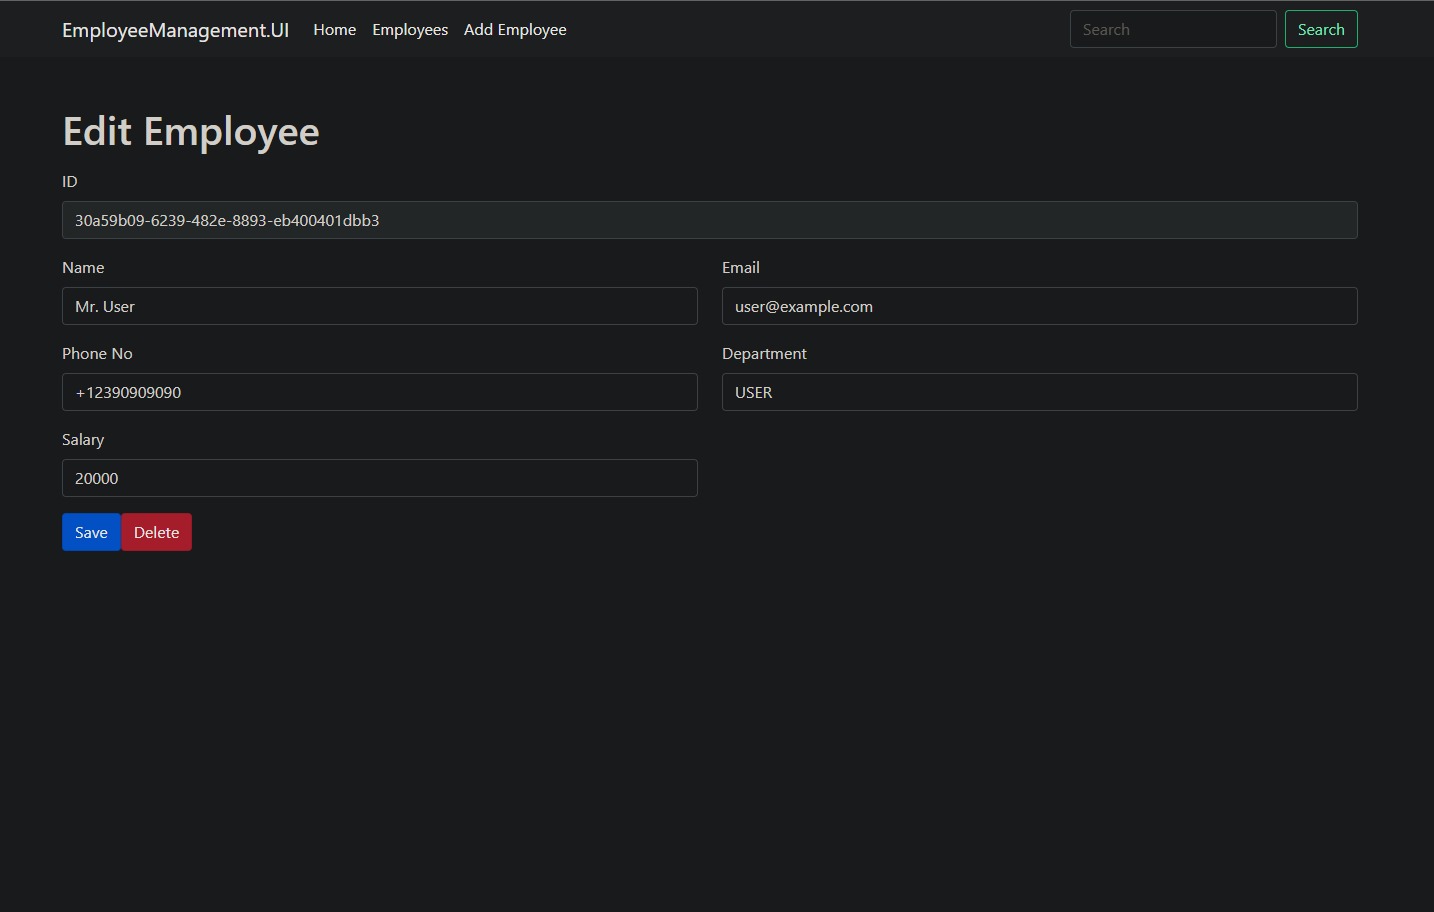 EmployeeManagement.UI Home Employees Add Employee Search Search
Edit Employee
ID
30a59b09-6239-482e-8893-eb400401dbb3
Name Email
Mr. User user@example.com
Phone No Department
+12390909090 USER
Salary
20000
Save Delete